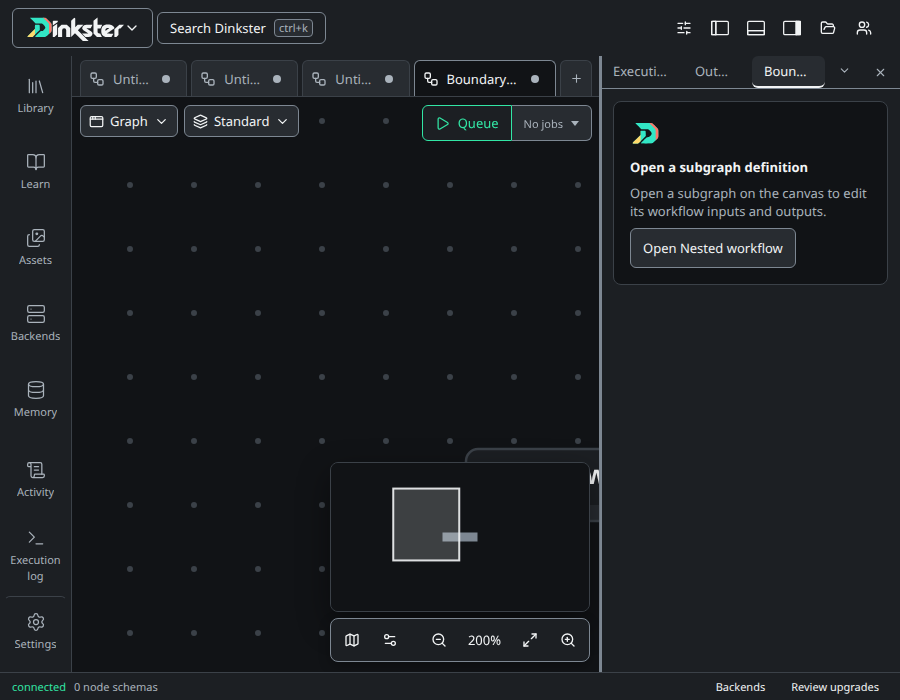 Dinkster
Search Dinkster ctrl+k
Library
Learn
Assets
Backends
Memory
Activity
Execution
log
Settings
Unti...
Unti...
Unti...
Boundary...
Graph
Standard
Queue
No jobs
200%
Executi...
Out...
Boun...
Open a subgraph definition
Open a subgraph on the canvas to edit
its workflow inputs and outputs.
Open Nested workflow
connected 0 node schemas
Backends
Review upgrades